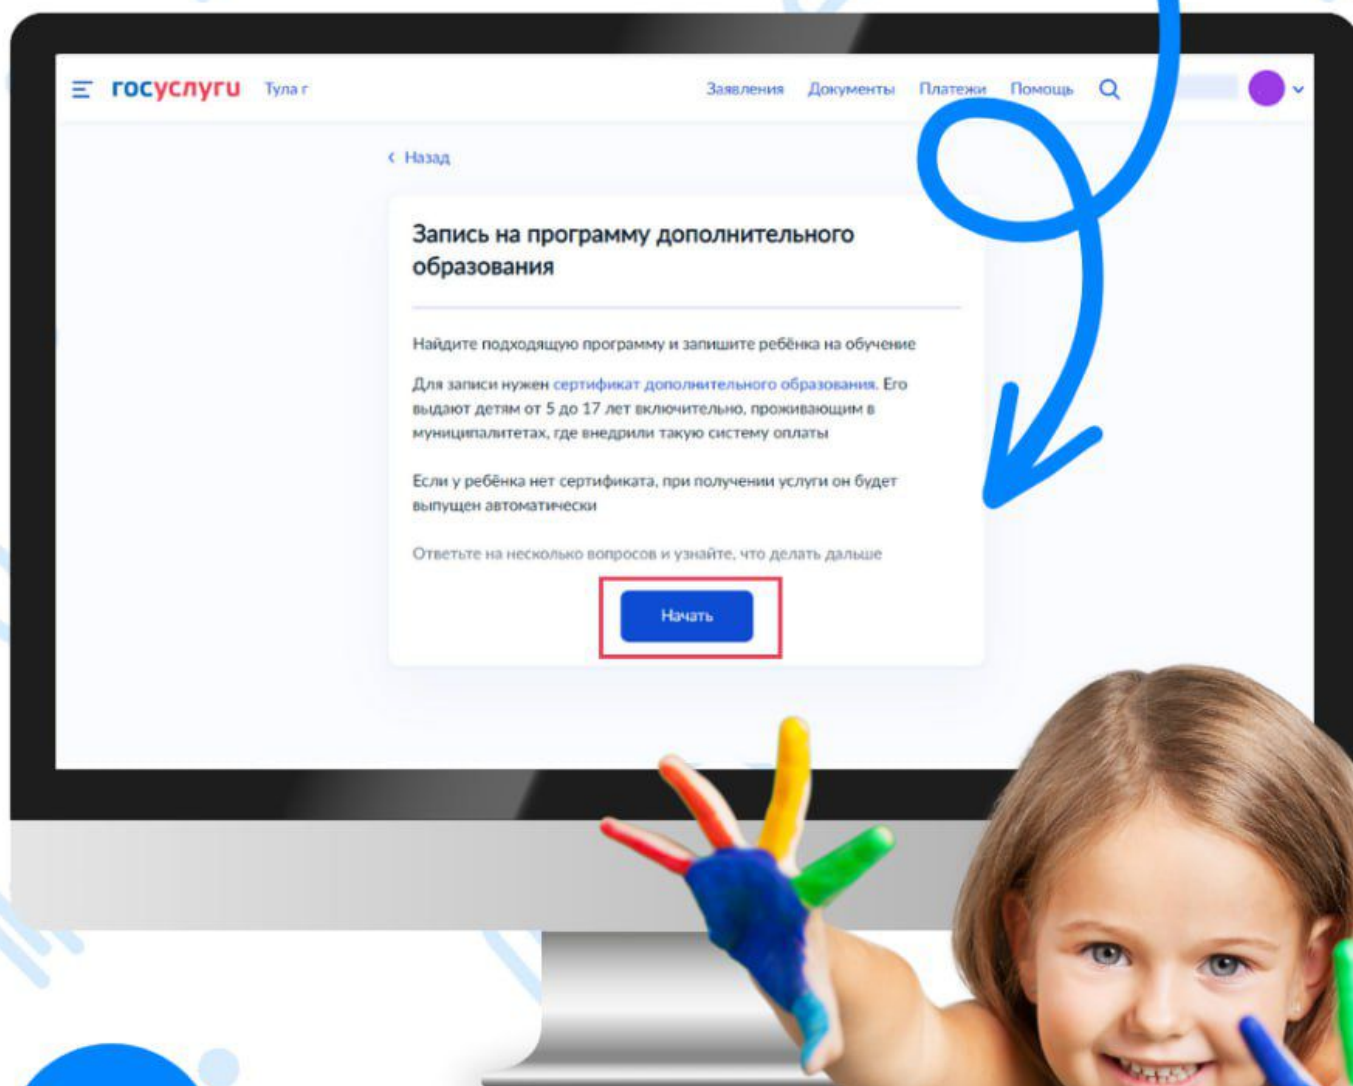 госуслуги Тула г Заявления Документы Платежи Помощь
Назад
Запись на программу дополнительного
образования
Найдите подходящую программу и запишите ребёнка на обучение
Для записи нужен сертификат дополнительного образования. Его
выдают детям от 5 до 17 лет включительно, проживающим в
муниципалитетах, где внедрили такую систему оплаты
Если у ребёнка нет сертификата, при получении услуги он будет
выпущен автоматически
Ответьте на несколько вопросов и узнайте, что делать дальше
Начать